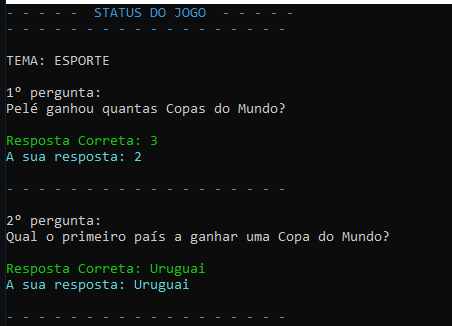 - - - - - STATUS DO JOGO - - - - -
- - - - - - - - - - - - - - - - - -
TEMA: ESPORTE
1º pergunta:
Pelé ganhou quantas Copas do Mundo?
Resposta Correta: 3
A sua resposta: 2
- - - - - - - - - - - - - - - - - -
2º pergunta:
Qual o primeiro país a ganhar uma Copa do Mundo?
Resposta Correta: Uruguai
A sua resposta: Uruguai
- - - - - - - - - - - - - - - - - -